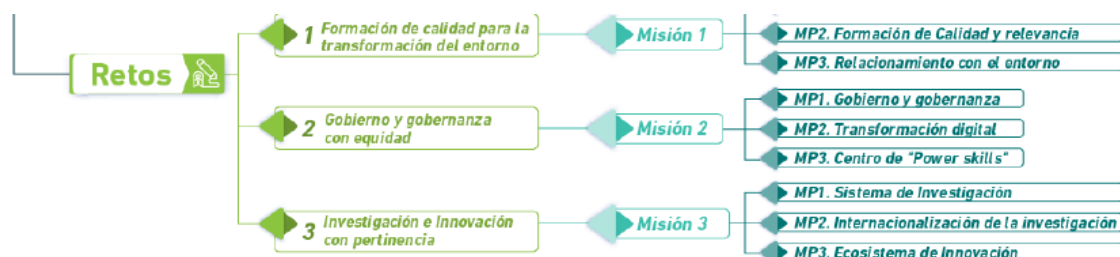 Retos
1 Formación de calidad para la
transformación del entorno
Misión 1
MP2. Formación de Calidad y relevancia
MP3. Relacionamiento con el entorno
2 Gobierno y gobernanza
con equidad
Misión 2
MP1. Gobierno y gobernanza
MP2. Transformación digital
MP3. Centro de "Power skills"
3 Investigación e Innovación
con pertinencia
Misión 3
MP1. Sistema de Investigación
MP2. Internacionalización de la investigación
MP3. Ecosistema de Innovación